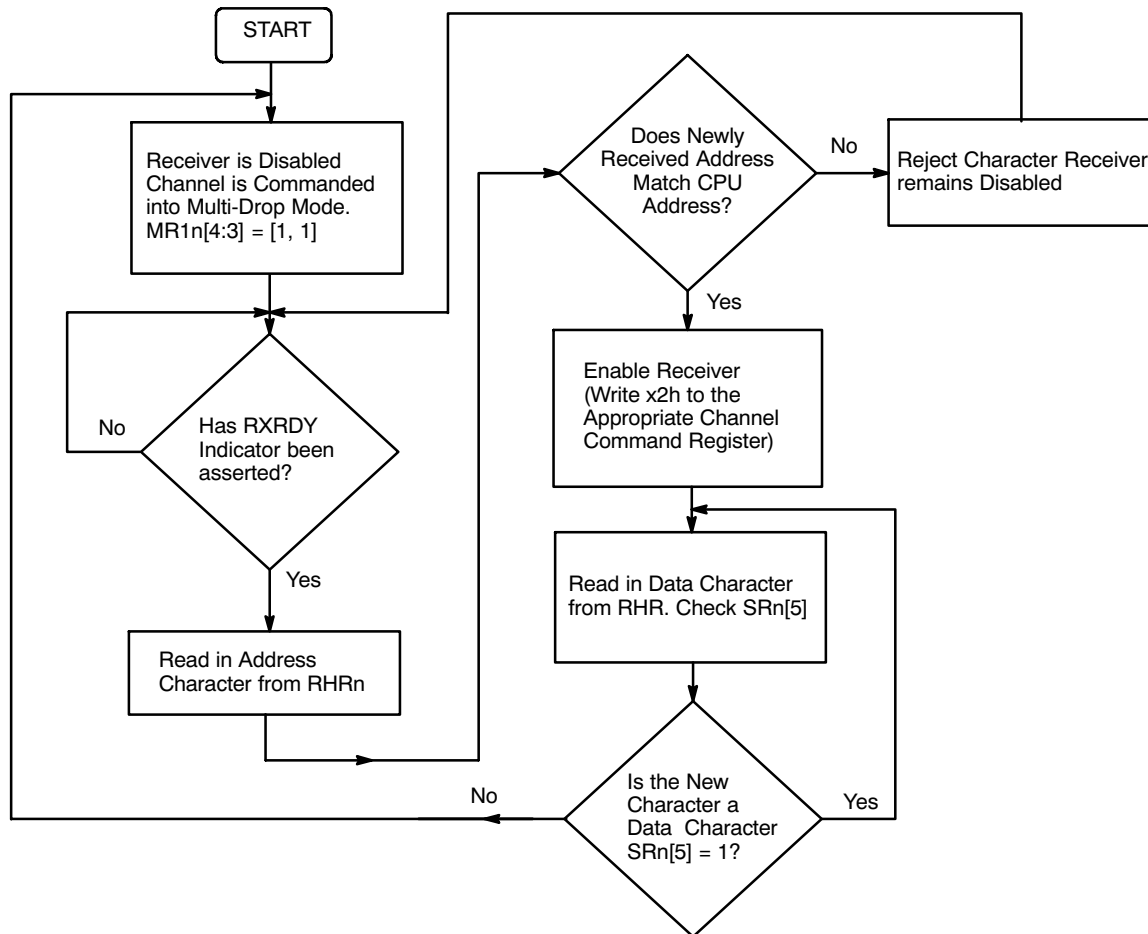 START
Receiver is Disabled
Channel is Commanded
into Multi-Drop Mode.
MR1n[4:3] = [1, 1]
Has RXRDY
Indicator been
asserted?
No
Yes
Read in Address
Character from RHRn
Does Newly
Received Address
Match CPU
Address?
No
Reject Character Receiver
remains Disabled
Yes
Enable Receiver
(Write x2h to the
Appropriate Channel
Command Register)
Read in Data Character
from RHR. Check SRn[5]
Is the New
Character a
Data Character
SRn[5] = 1?
Yes
No